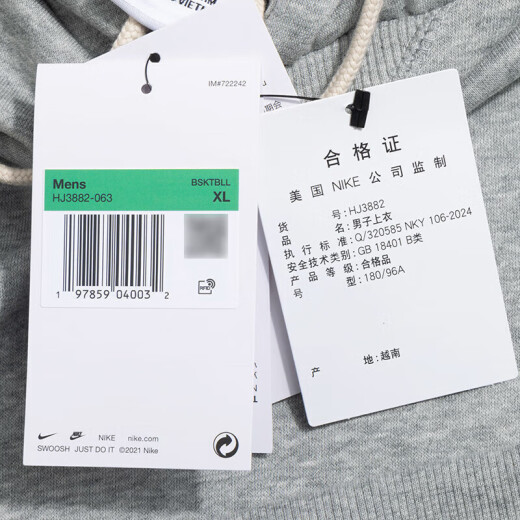 IM#722242
Mens
BSKTBLL
HJ3882-063
XL
1 97859 04003 2
RFID
NIKE
nike.com
SWOOSH
JUST DO IT
©2021 Nike
合格证
美国 NIKE 公司监制
货号: HJ3882
品名: 男子上衣
执行标准: Q/320585 NKY 106-2024
安全技术类别: GB 18401 B类
产品等级: 合格品
号型: 180/96A
产地: 越南